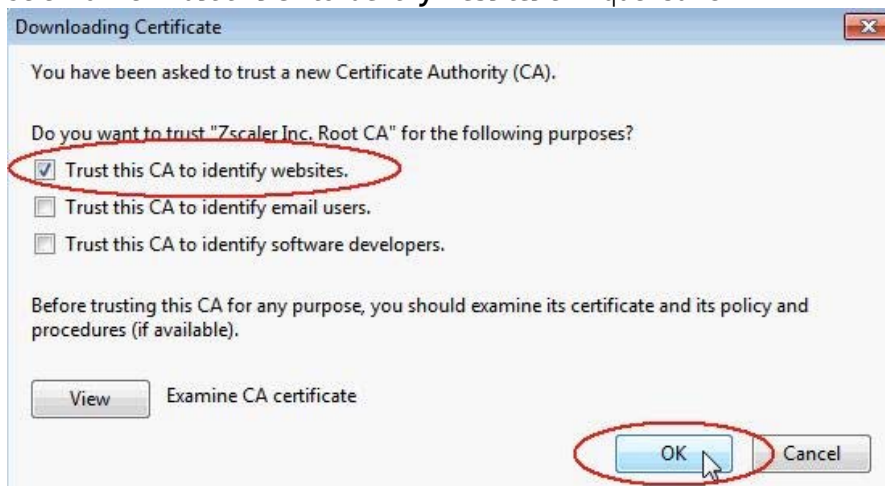 Downloading Certificate
You have been asked to trust a new Certificate Authority (CA).
Do you want to trust "Zscaler Inc. Root CA" for the following purposes?
Trust this CA to identify websites.
Trust this CA to identify email users.
Trust this CA to identify software developers.
Before trusting this CA for any purpose, you should examine its certificate and its policy and
procedures (if available).
View Examine CA certificate
OK Cancel